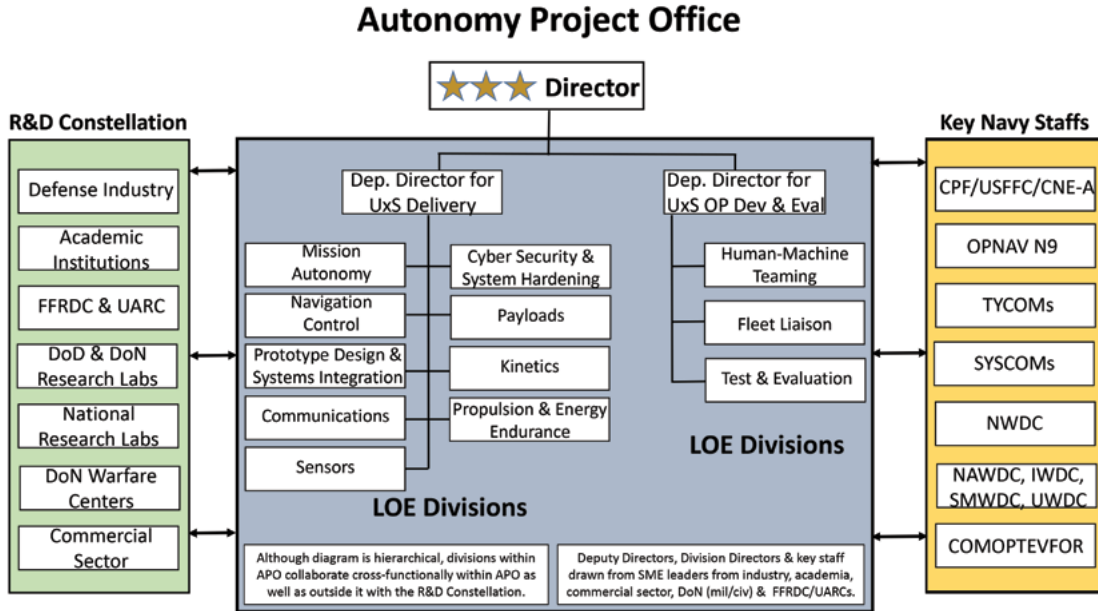 Autonomy Project Office
Director
R&D Constellation
Defense Industry
Academic
Institutions
FFRDC & UARC
DoD & DoN
Research Labs
National
Research Labs
DoN Warfare
Centers
Commercial
Sector
Dep. Director for
UxS Delivery
Mission
Autonomy
Navigation
Control
Prototype Design &
Systems Integration
Communications
Sensors
Cyber Security &
System Hardening
Payloads
Kinetics
Propulsion & Energy
Endurance
LOE Divisions
Dep. Director for
UxS OP Dev & Eval
Human-Machine
Teaming
Fleet Liaison
Test & Evaluation
LOE Divisions
Although diagram is hierarchical, divisions within
APO collaborate cross-functionally within APO as
well as outside it with the R&D Constellation.
Deputy Directors, Division Directors & key staff
drawn from SME leaders from industry, academia,
commercial sector, DoN (mil/civ) & FFRDC/UARCs.
Key Navy Staffs
CPF/USFFC/CNE-A
OPNAV N9
TYCOMs
SYSCOMs
NWDC
NAWDC, IWDC,
SMWDC, UWDC
COMOPTEVFOR